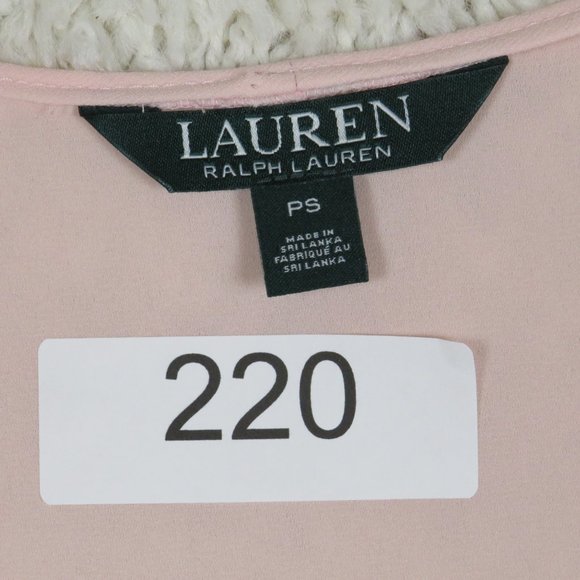 LAUREN
RALPH LAUREN
PS
MADE IN
SRI LANKA
FABRIQUÉ AU
SRI LANKA
220